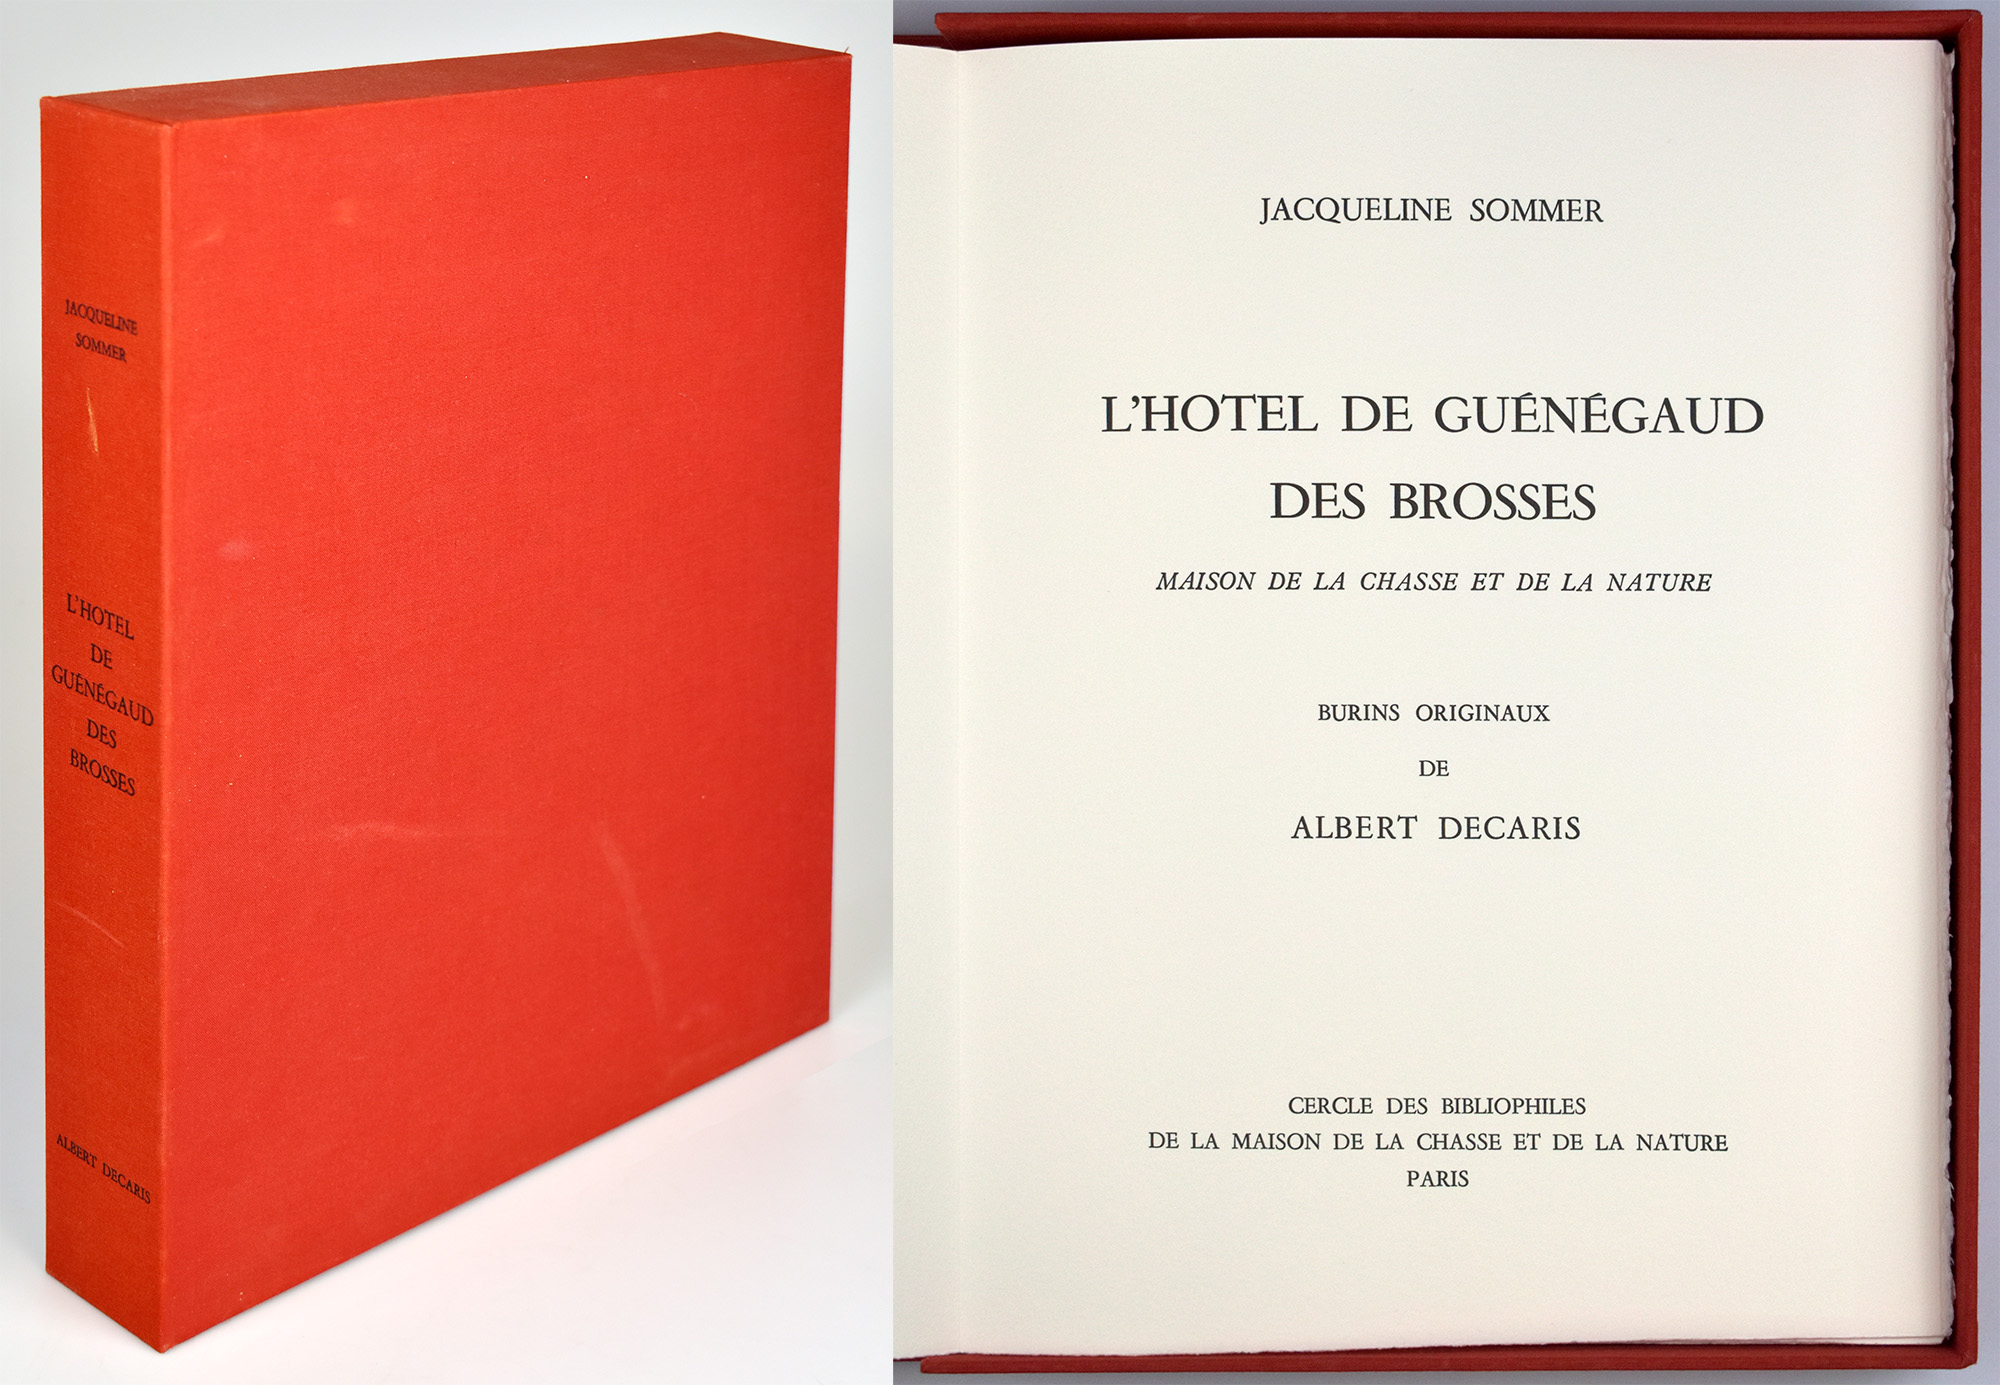 JACQUELINE
SOMMER
L'HOTEL
DE
GUÉNÉGAUD
DES
BROSSES
ALBERT DECARIS
JACQUELINE SOMMER
L'HOTEL DE GUÉNÉGAUD
DES BROSSES
MAISON DE LA CHASSE ET DE LA NATURE
BURINS ORIGINAUX
DE
ALBERT DECARIS
CERCLE DES BIBLIOPHILES
DE LA MAISON DE LA CHASSE ET DE LA NATURE
PARIS